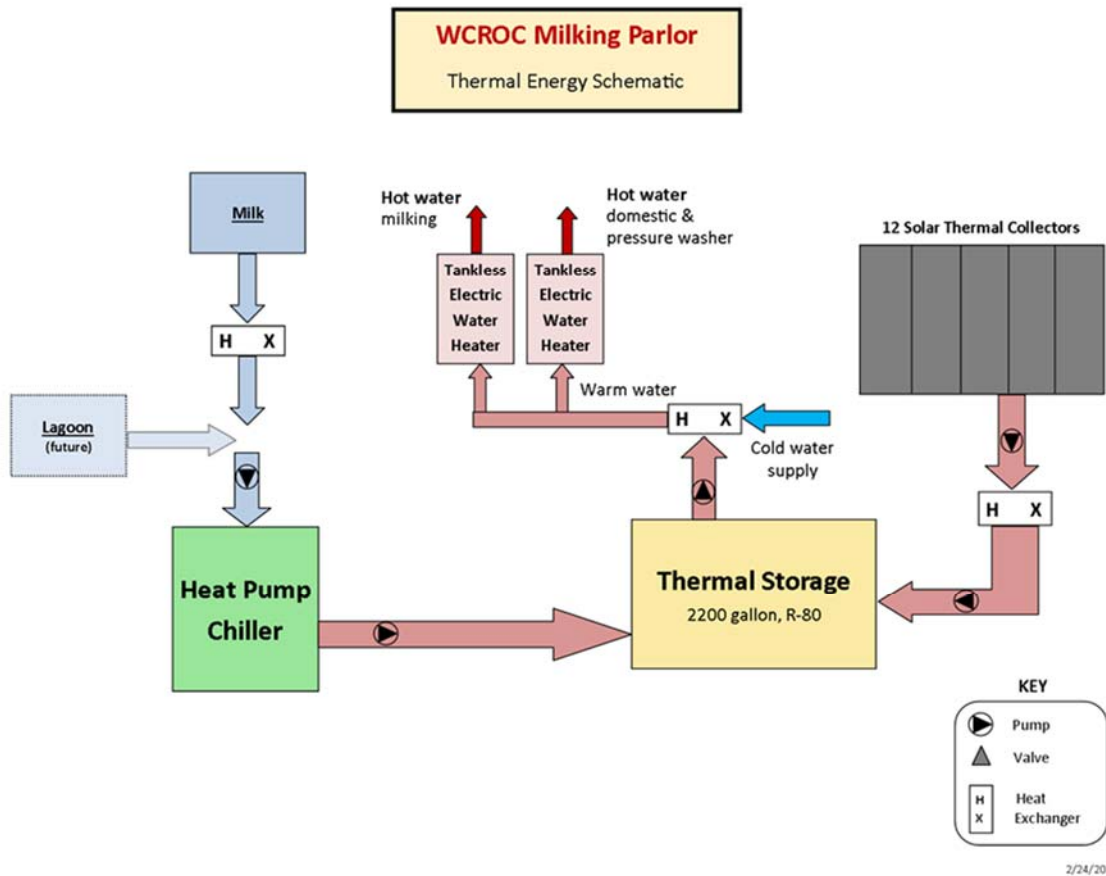 WCROC Milking Parlor
Thermal Energy Schematic
Milk
H X
Lagoon
(future)
Heat Pump
Chiller
Hot water
milking
Hot water
domestic &
pressure washer
Tankless
Electric
Water
Heater
Tankless
Electric
Water
Heater
Warm water
H X
Cold water
supply
12 Solar Thermal Collectors
H X
Thermal Storage
2200 gallon, R-80
KEY
Pump
Valve
H
X
Heat
Exchanger
2/24/20